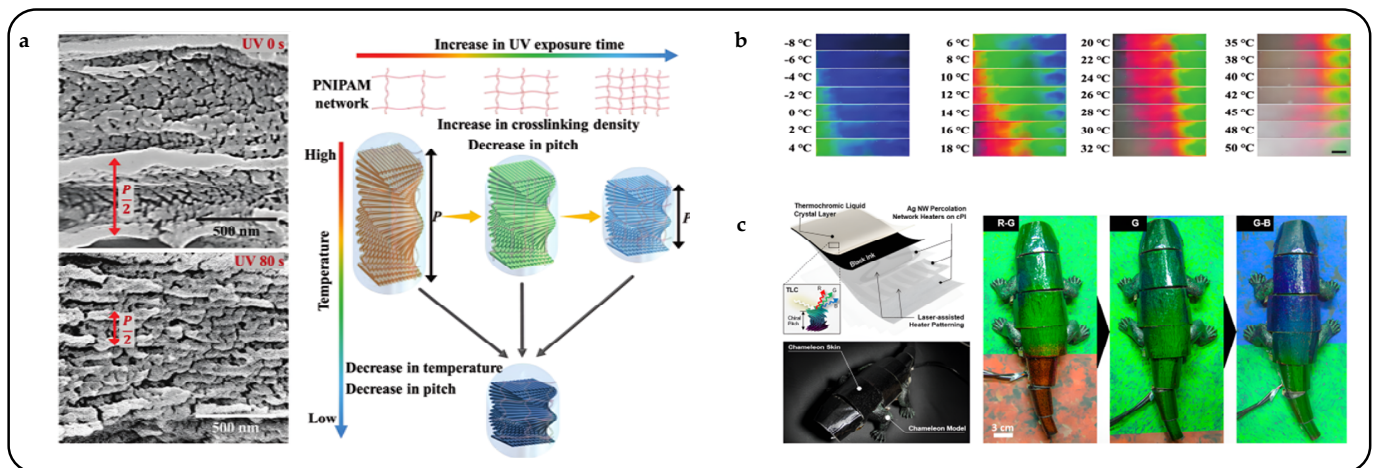 a
UV 0 s
P
2
500 nm
UV 80 s
P
2
500 nm
Increase in UV exposure time
PNIPAM
network
Increase in crosslinking density
Decrease in pitch
High
Temperature
Low
P
P
Decrease in temperature
Decrease in pitch
b
-8 °C
-6 °C
-4 °C
-2 °C
0 °C
2 °C
4 °C
6 °C
8 °C
10 °C
12 °C
14 °C
16 °C
18 °C
20 °C
22 °C
24 °C
26 °C
28 °C
30 °C
32 °C
35 °C
38 °C
40 °C
42 °C
45 °C
48 °C
50 °C
c
Thermochromic Liquid
Crystal Layer
Ag NW Percolation
Network Heaters on cPI
Black Ink
TLC
R
G
B
Chiral
Pitch
Laser-assisted
Heater Patterning
Chameleon Skin
Chameleon Model
R-G
3 cm
G
G-B